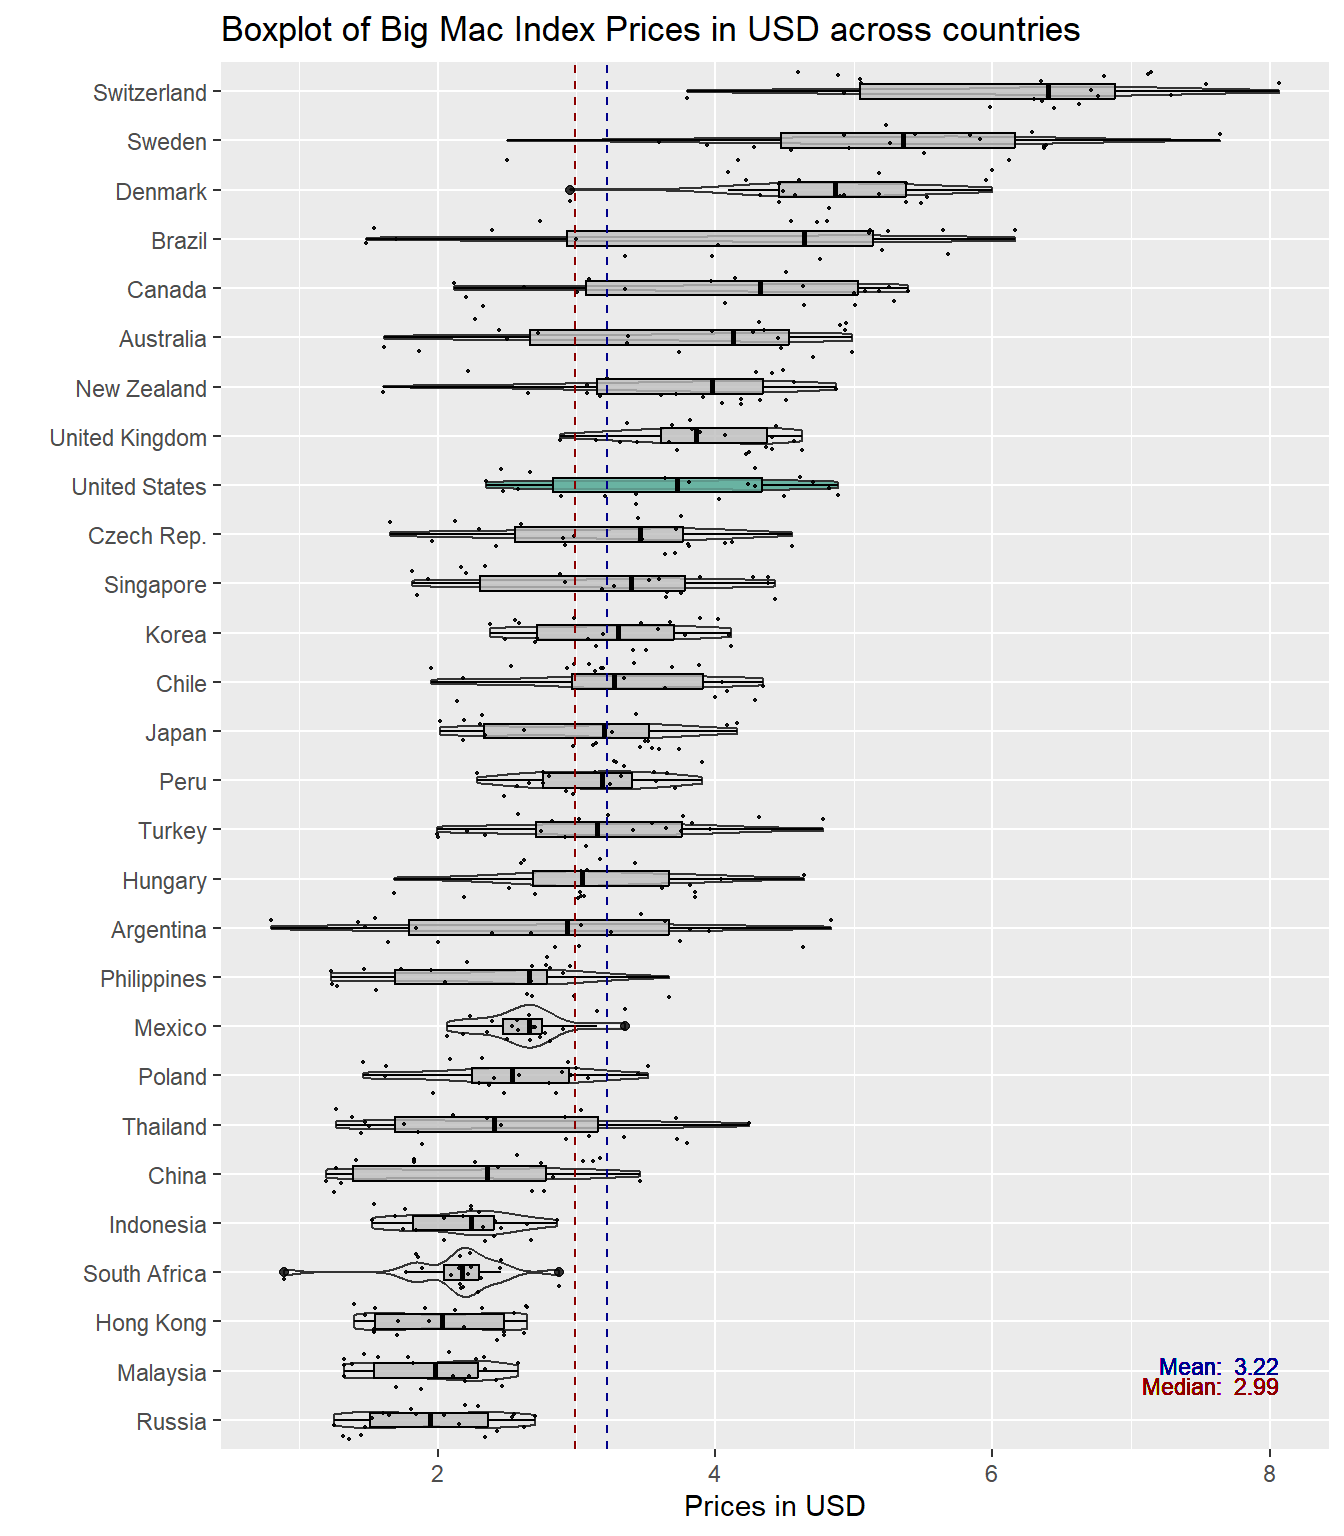 Boxplot of Big Mac Index Prices in USD across countries
Switzerland
Sweden
Denmark
Brazil
Canada
Australia
New Zealand
United Kingdom
United States
Czech Rep.
Singapore
Korea
Chile
Japan
Peru
Turkey
Hungary
Argentina
Philippines
Mexico
Poland
Thailand
China
Indonesia
South Africa
Hong Kong
Malaysia
Russia
Mean: 3.22
Median: 2.99
2 4 6 8
Prices in USD